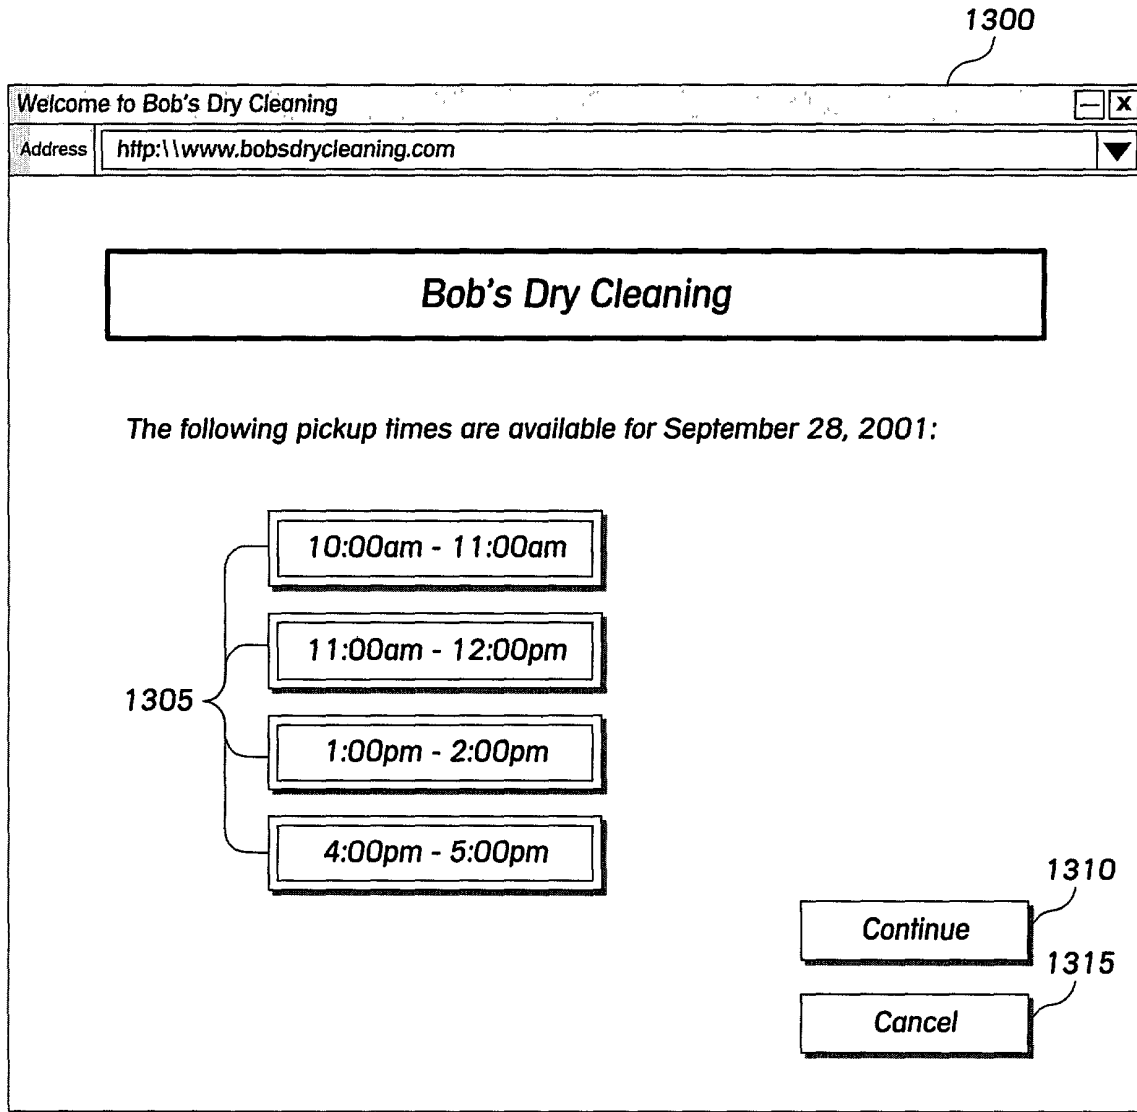 1300
Welcome to Bob's Dry Cleaning — X
Address http:\\www.bobsdrycleaning.com
Bob's Dry Cleaning
The following pickup times are available for September 28, 2001:
10:00am - 11:00am
11:00am - 12:00pm
1305
1:00pm - 2:00pm
4:00pm - 5:00pm
1310
Continue
1315
Cancel